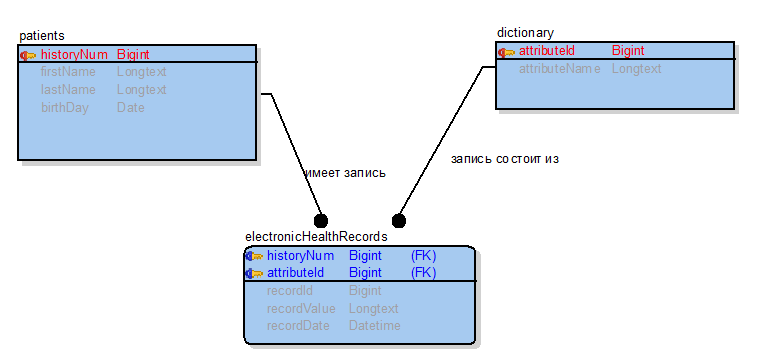 patients
historyNum Bigint
firstName Longtext
lastName Longtext
birthDay Date
dictionary
attributeId Bigint
attributeName Longtext
имеет запись
запись состоит из
electronicHealthRecords
historyNum Bigint (FK)
attributeId Bigint (FK)
recordId Bigint
recordValue Longtext
recordDate Datetime